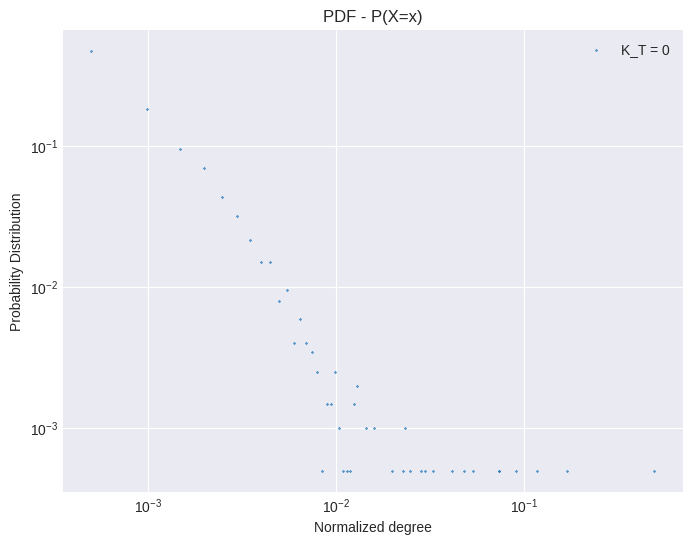 PDF - P(X=x)
K_T = 0
Probability Distribution
10⁻¹
10⁻²
10⁻³
10⁻³
10⁻²
10⁻¹
Normalized degree